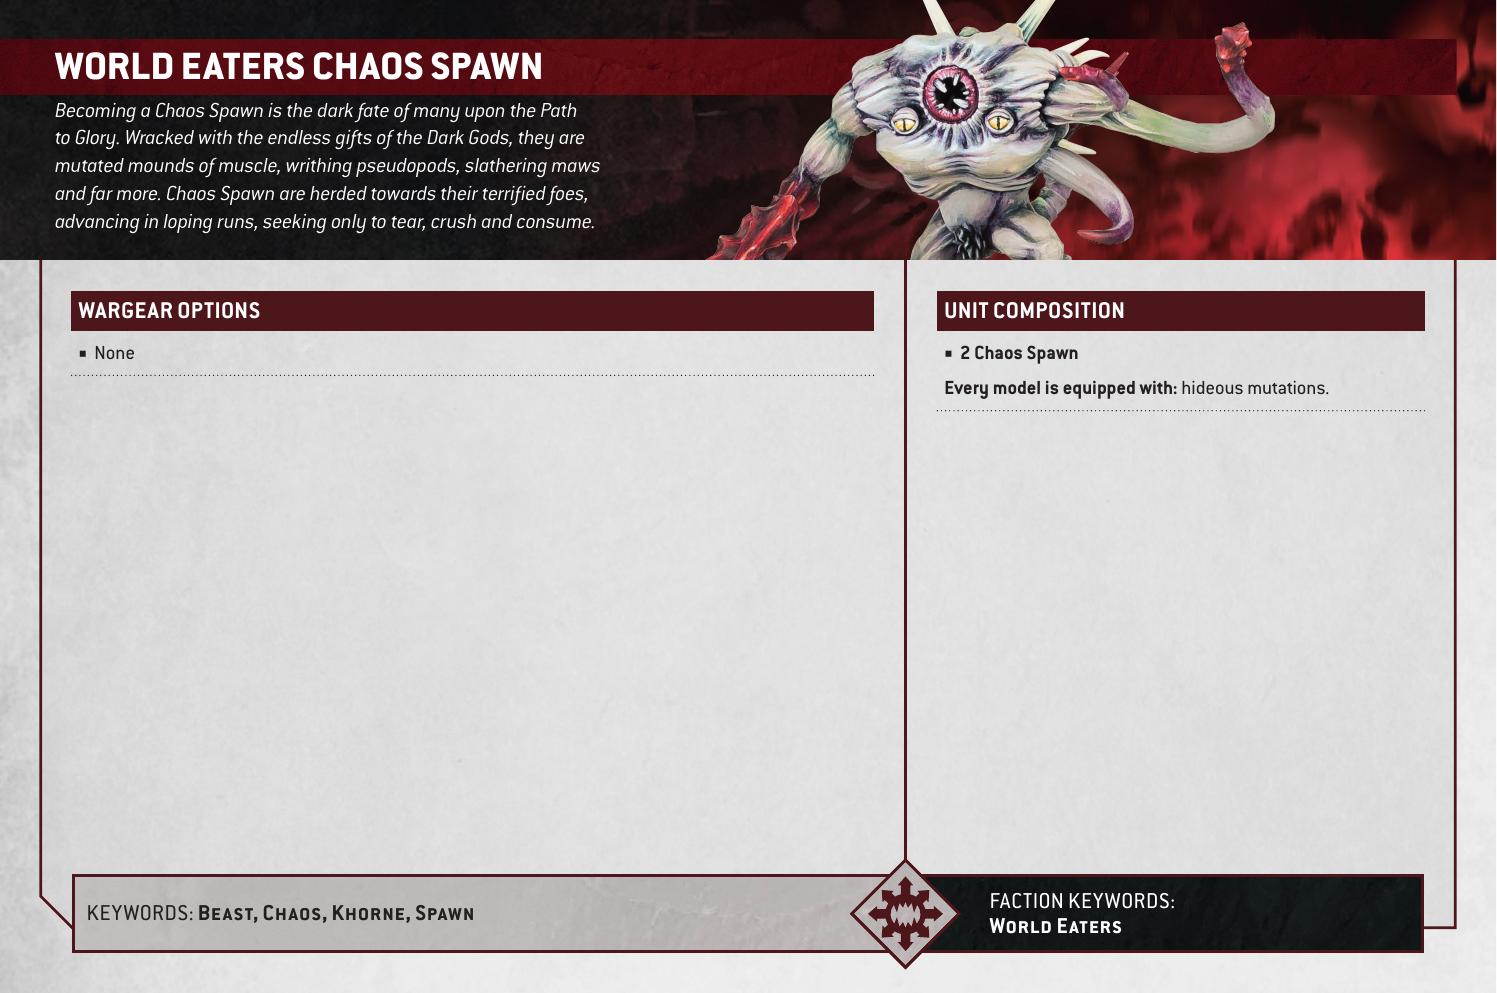 WORLD EATERS CHAOS SPAWN
Becoming a Chaos Spawn is the dark fate of many upon the Path
to Glory. Wracked with the endless gifts of the Dark Gods, they are
mutated mounds of muscle, writhing pseudopods, slathering maws
and far more. Chaos Spawn are herded towards their terrified foes,
advancing in loping runs, seeking only to tear, crush and consume.
WARGEAR OPTIONS
▪ None
UNIT COMPOSITION
▪ 2 Chaos Spawn
Every model is equipped with: hideous mutations.
KEYWORDS: Beast, Chaos, Khorne, Spawn
FACTION KEYWORDS:
World Eaters